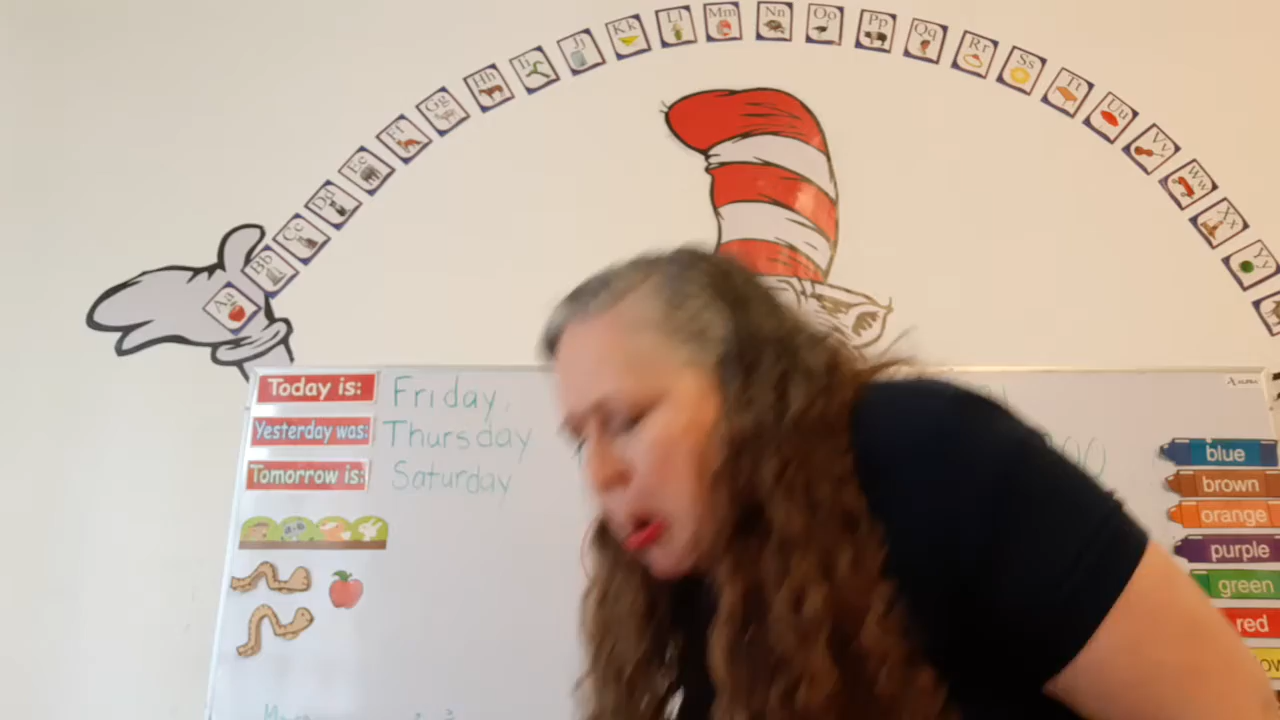 Aa
Bb
Cc
Dd
Ee
Ff
Gg
Hh
Ii
Jj
Kk
Ll
Mm
Nn
Oo
Pp
Qq
Rr
Ss
Tt
Uu
Vv
Ww
Xx
Yy
Today is: Friday,
Yesterday was: Thursday
Tomorrow is: Saturday
blue
brown
orange
purple
green
red